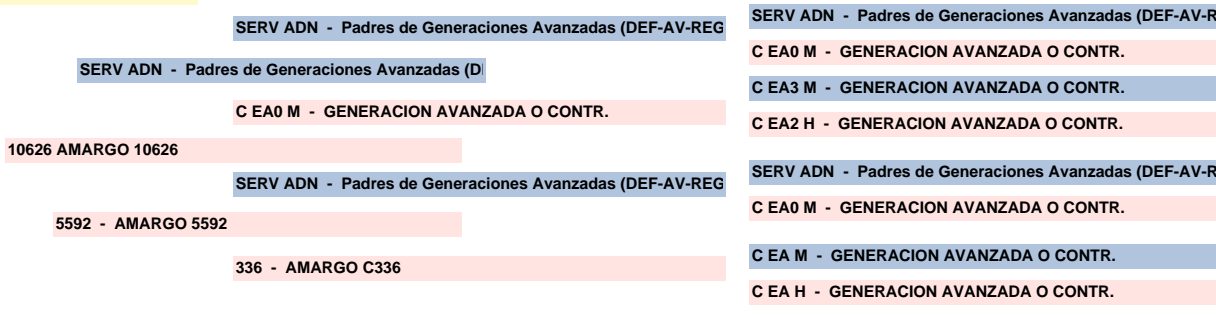 SERV ADN - Padres de Generaciones Avanzadas (DEF-AV-REG
SERV ADN - Padres de Generaciones Avanzadas (D
C EA0 M - GENERACION AVANZADA O CONTR.
10626 AMARGO 10626
SERV ADN - Padres de Generaciones Avanzadas (DEF-AV-REG
5592 - AMARGO 5592
336 - AMARGO C336
SERV ADN - Padres de Generaciones Avanzadas (DEF-AV-R
C EA0 M - GENERACION AVANZADA O CONTR.
C EA3 M - GENERACION AVANZADA O CONTR.
C EA2 H - GENERACION AVANZADA O CONTR.
SERV ADN - Padres de Generaciones Avanzadas (DEF-AV-R
C EA0 M - GENERACION AVANZADA O CONTR.
C EA M - GENERACION AVANZADA O CONTR.
C EA H - GENERACION AVANZADA O CONTR.